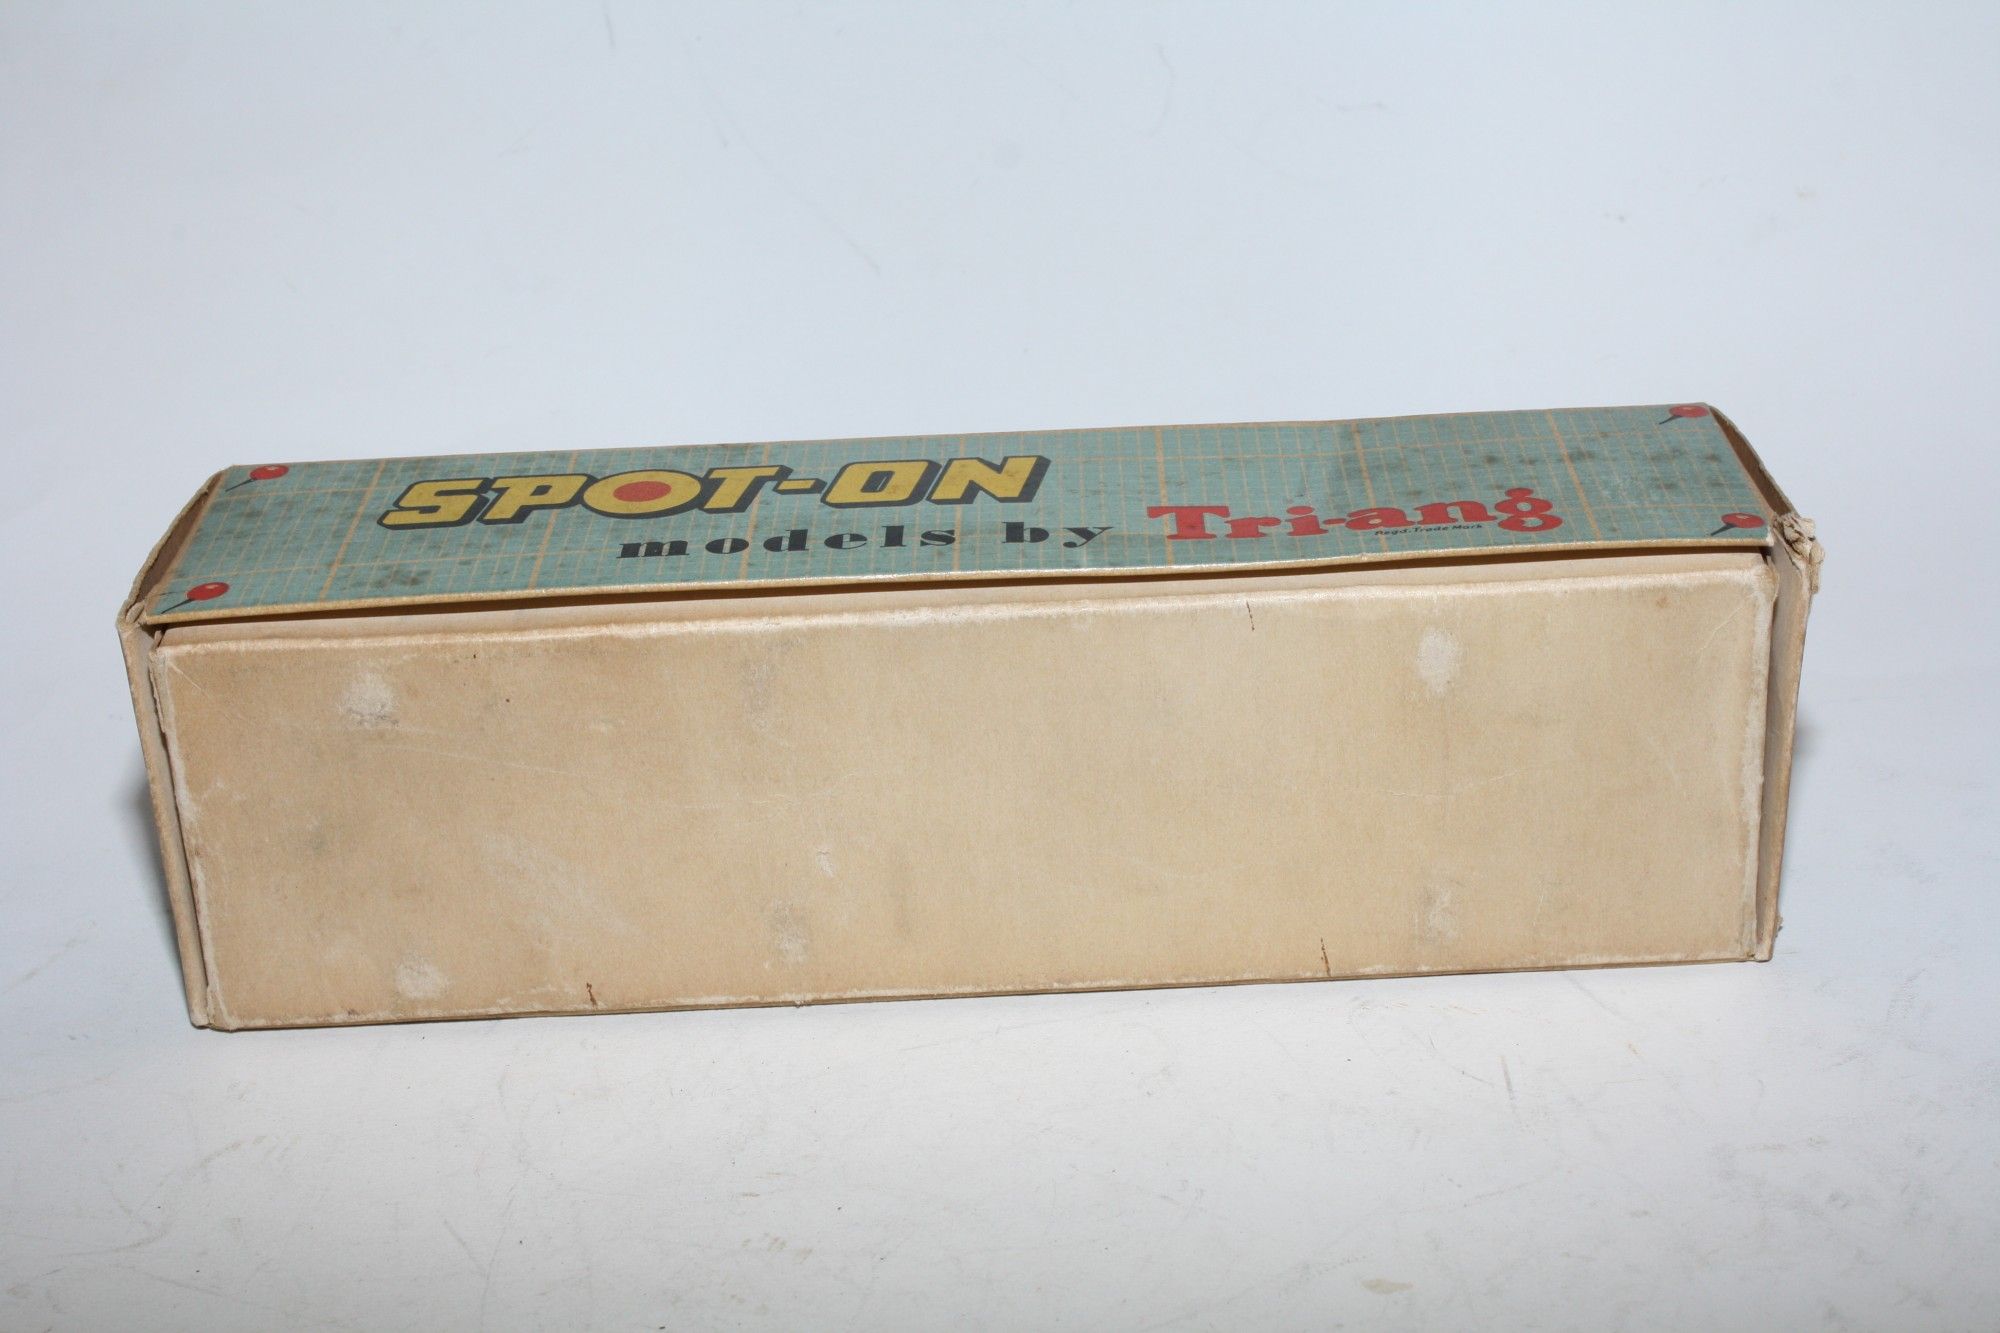 SPOT-ON
models by Tri-ang
Regd. Trade Mark